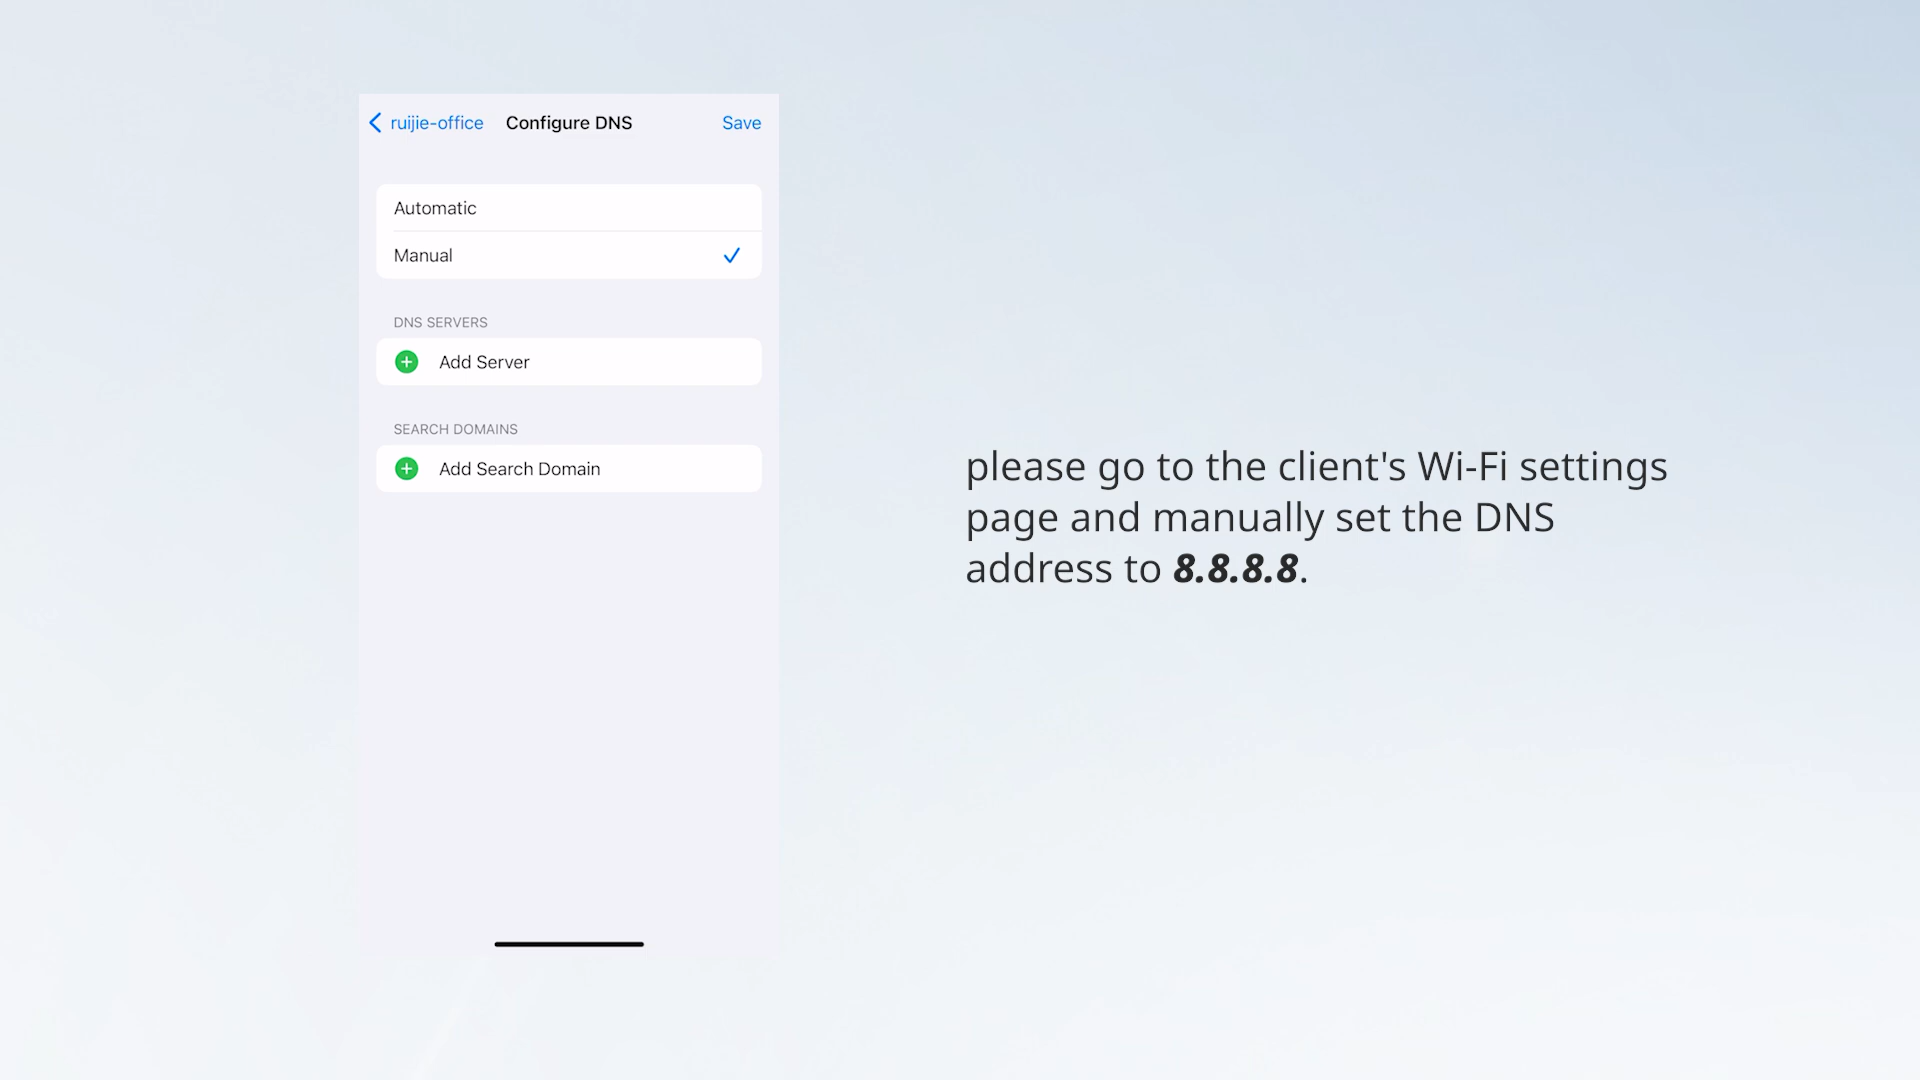 ruijie-office Configure DNS Save
Automatic
Manual
DNS SERVERS
Add Server
SEARCH DOMAINS
Add Search Domain
please go to the client's Wi-Fi settings
page and manually set the DNS
address to 8.8.8.8.